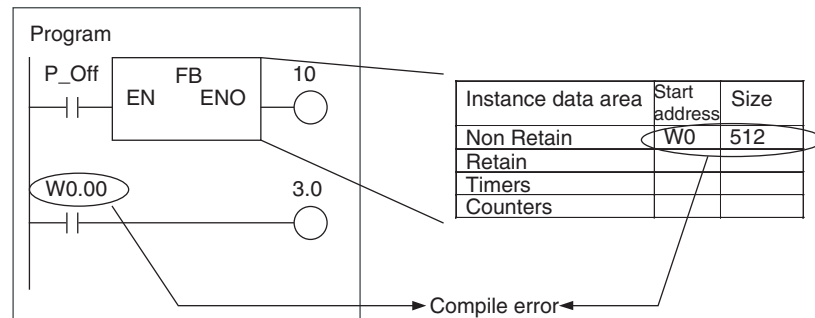 Program
P_Off
FB
10
EN
ENO
W0.00
3.0
Instance data area Start address Size
Non Retain W0 512
Retain
Timers
Counters
Compile error